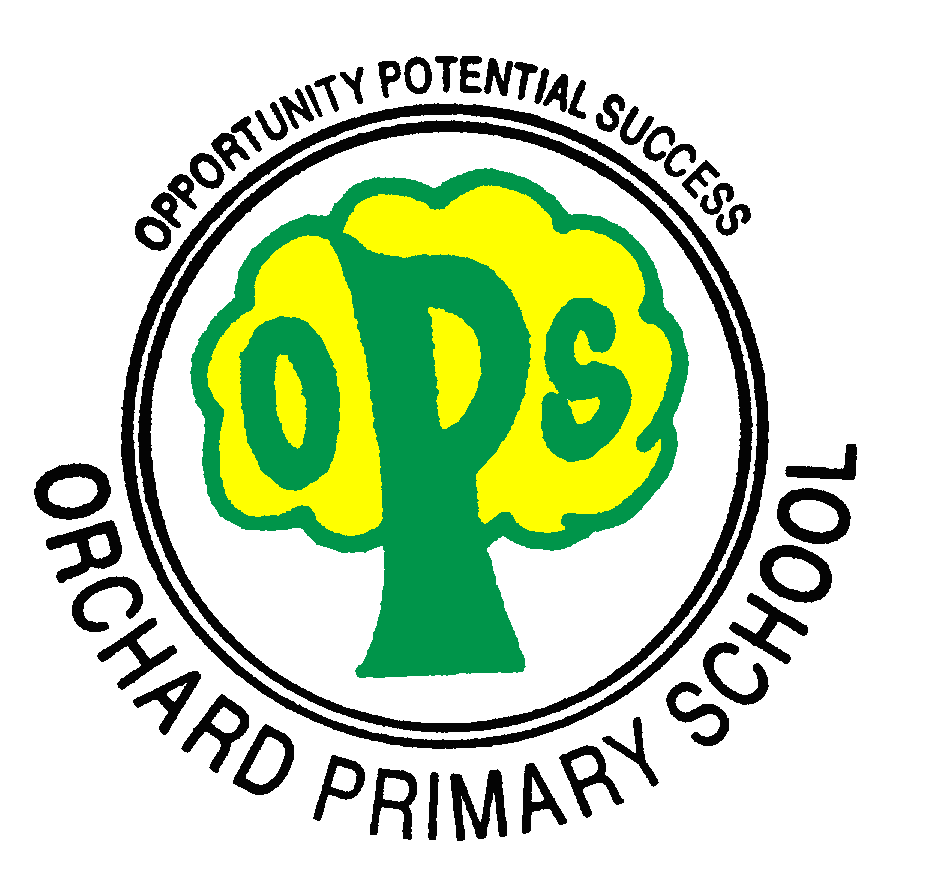 OPPORTUNITY POTENTIAL SUCCESS
OPS
ORCHARD PRIMARY SCHOOL